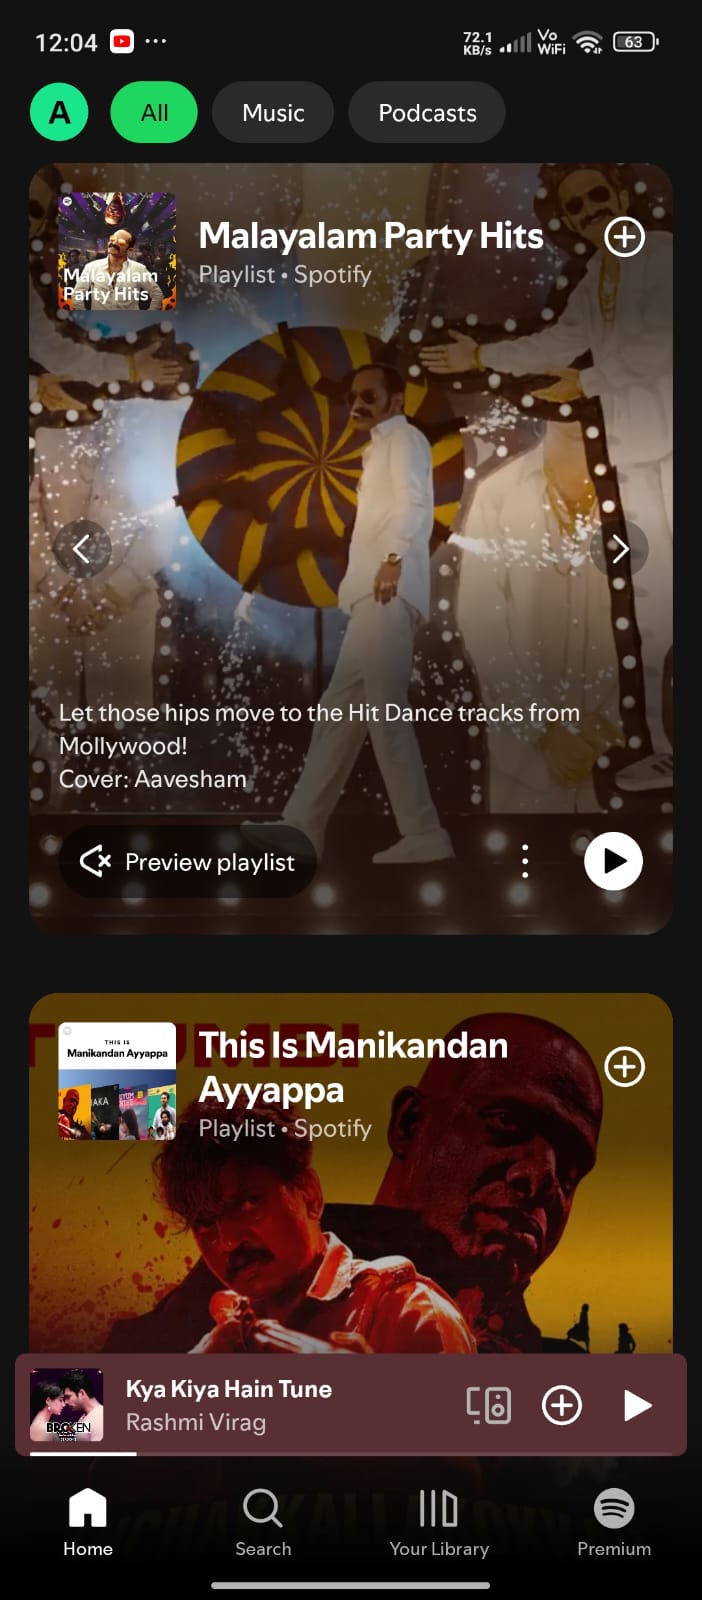 12:04
72.1
KB/s
Vo
WiFi
63
A
All
Music
Podcasts
Malayalam
Party Hits
Malayalam Party Hits
Playlist • Spotify
Let those hips move to the Hit Dance tracks from
Mollywood!
Cover: Aavesham
Preview playlist
THIS IS
Manikandan Ayyappa
This Is Manikandan
Ayyappa
Playlist • Spotify
BROKEN
Kya Kiya Hain Tune
Rashmi Virag
Home
Search
Your Library
Premium